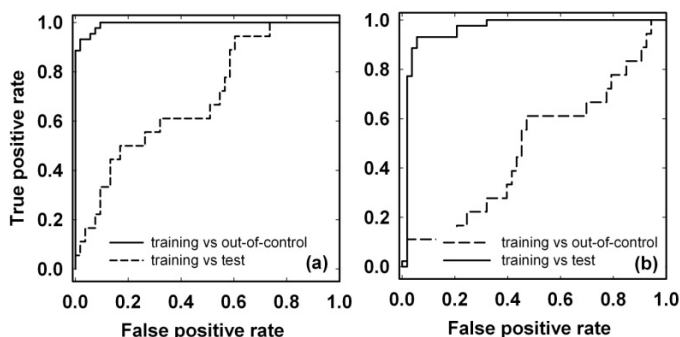 1.0
0.8
0.6
0.4
0.2
0.0
True positive rate
training vs out-of-control
training vs test
(a)
0.0 0.2 0.4 0.6 0.8 1.0
False positive rate
1.0
0.8
0.6
0.4
0.2
0.0
training vs out-of-control
training vs test
(b)
0.0 0.2 0.4 0.6 0.8 1.0
False positive rate